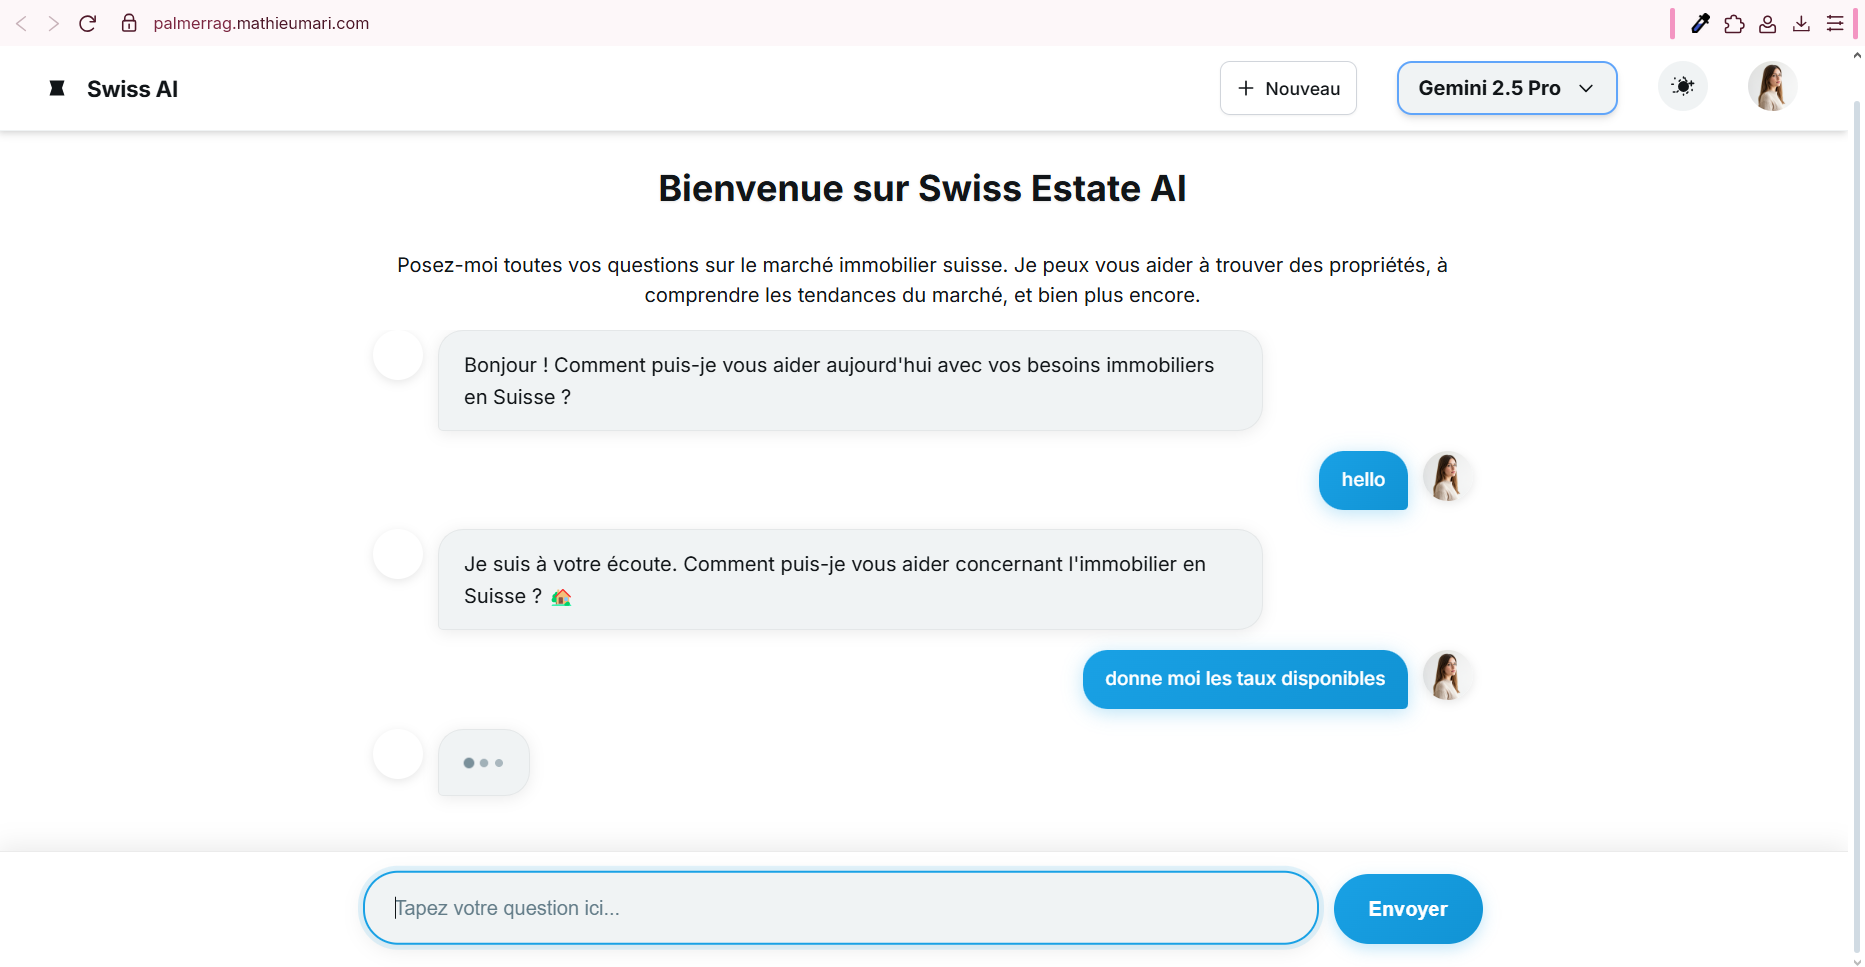 palmerrag.mathieumari.com
Swiss AI
Nouveau
Gemini 2.5 Pro
Bienvenue sur Swiss Estate AI
Posez-moi toutes vos questions sur le marché immobilier suisse. Je peux vous aider à trouver des propriétés, à
comprendre les tendances du marché, et bien plus encore.
Bonjour ! Comment puis-je vous aider aujourd'hui avec vos besoins immobiliers
en Suisse ?
hello
Je suis à votre écoute. Comment puis-je vous aider concernant l'immobilier en
Suisse ? 🏡
donne moi les taux disponibles
Tapez votre question ici...
Envoyer